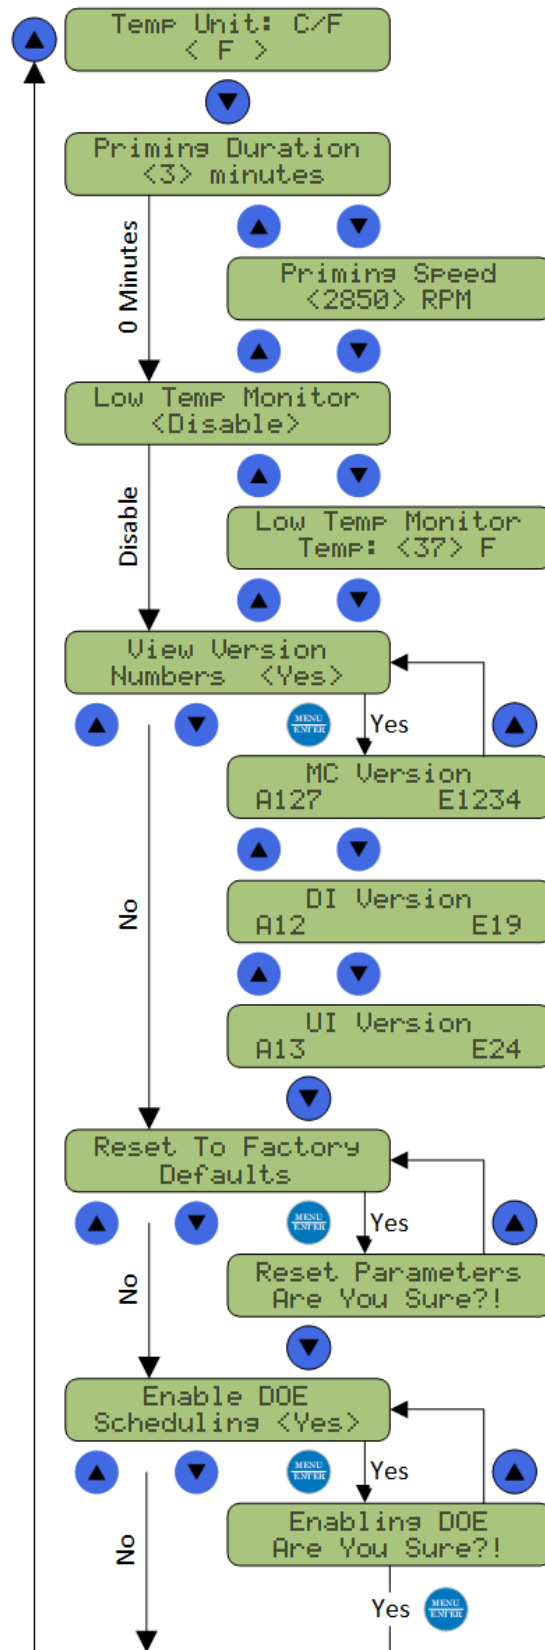 Temp Unit: C/F
< F >
Priming Duration
<3> minutes
0 Minutes
Priming Speed
<2850> RPM
Low Temp Monitor
<Disable>
Disable
Low Temp Monitor
Temp: <37> F
View Version
Numbers <Yes>
MENU
ENTER
Yes
MC Version
A127 E1234
No
DI Version
A12 E19
UI Version
A13 E24
Reset To Factory
Defaults
MENU
ENTER
Yes
No
Reset Parameters
Are You Sure?!
Enable DOE
Scheduling <Yes>
MENU
ENTER
Yes
No
Enabling DOE
Are You Sure?!
Yes
MENU
ENTER